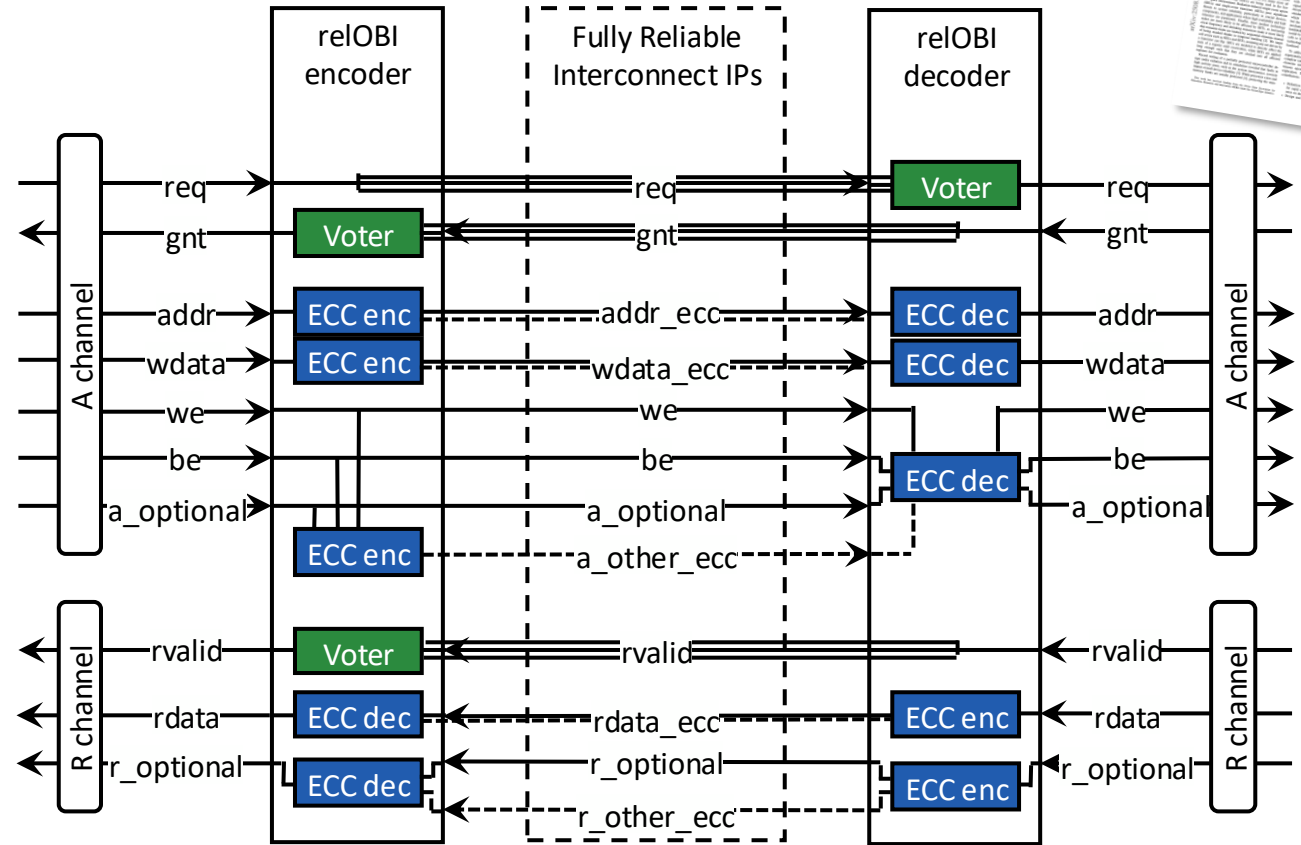 relOBI
encoder
Fully Reliable
Interconnect IPs
relOBI
decoder
A channel
req
req
Voter
req
gnt
Voter
gnt
gnt
addr
ECC enc
addr_ecc
ECC dec
addr
wdata
ECC enc
wdata_ecc
ECC dec
wdata
we
we
we
be
be
ECC dec
be
a_optional
a_optional
a_optional
ECC enc
a_other_ecc
A channel
R channel
rvalid
Voter
rvalid
rvalid
rdata
ECC dec
rdata_ecc
ECC enc
rdata
r_optional
ECC dec
r_optional
ECC enc
r_optional
r_other_ecc
R channel